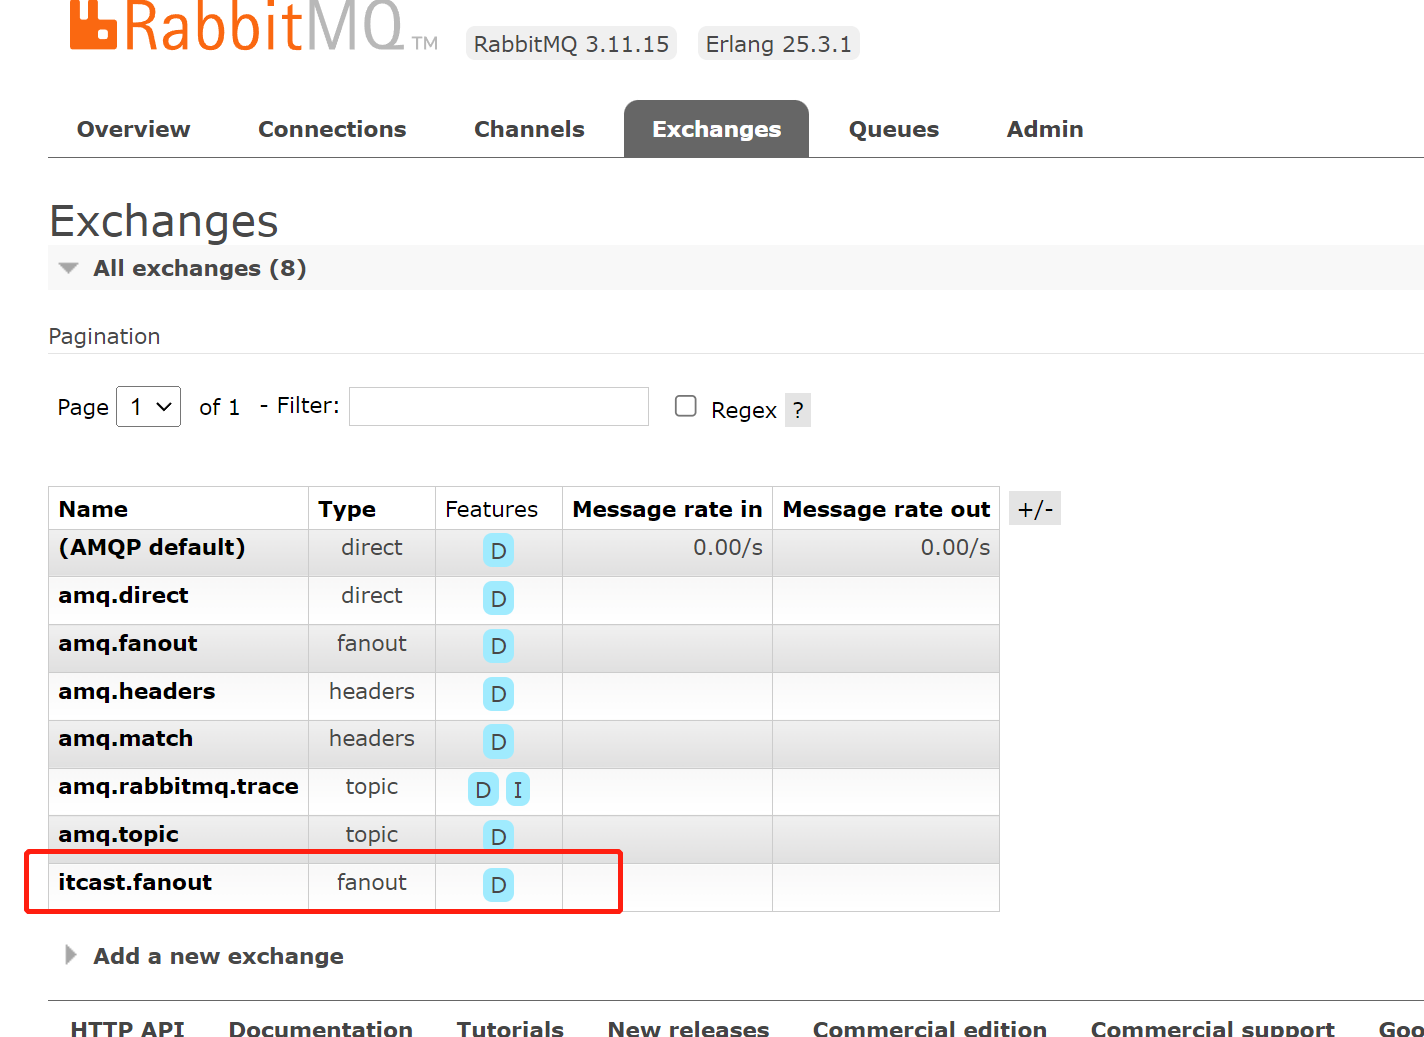 RabbitMQ TM RabbitMQ 3.11.15 Erlang 25.3.1
Overview Connections Channels Exchanges Queues Admin
Exchanges
All exchanges (8)
Pagination
Page 1 of 1 - Filter: Regex ?
Name Type Features Message rate in Message rate out +/-
(AMQP default) direct D 0.00/s 0.00/s
amq.direct direct D
amq.fanout fanout D
amq.headers headers D
amq.match headers D
amq.rabbitmq.trace topic D I
amq.topic topic D
itcast.fanout fanout D
Add a new exchange
HTTP API Documentation Tutorials New releases Commercial edition Commercial support Goo